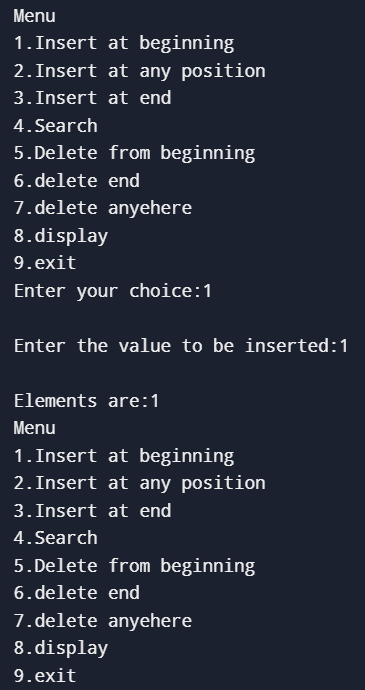 Menu
1.Insert at beginning
2.Insert at any position
3.Insert at end
4.Search
5.Delete from beginning
6.delete end
7.delete anyehere
8.display
9.exit
Enter your choice:1
Enter the value to be inserted:1
Elements are:1
Menu
1.Insert at beginning
2.Insert at any position
3.Insert at end
4.Search
5.Delete from beginning
6.delete end
7.delete anyehere
8.display
9.exit